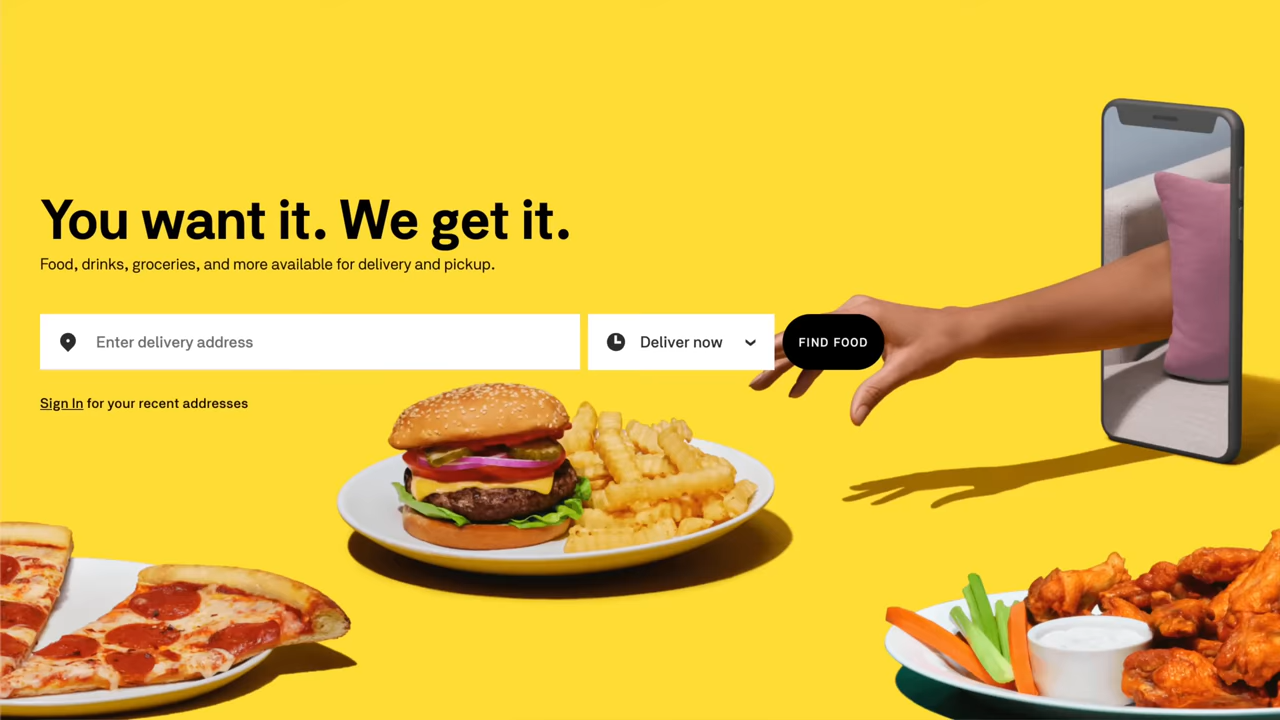 You want it. We get it.
Food, drinks, groceries, and more available for delivery and pickup.
Enter delivery address
Deliver now
FIND FOOD
Sign In for your recent addresses